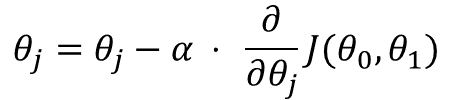 θⱼ = θⱼ − α · ∂/∂θⱼ J(θ₀, θ₁)